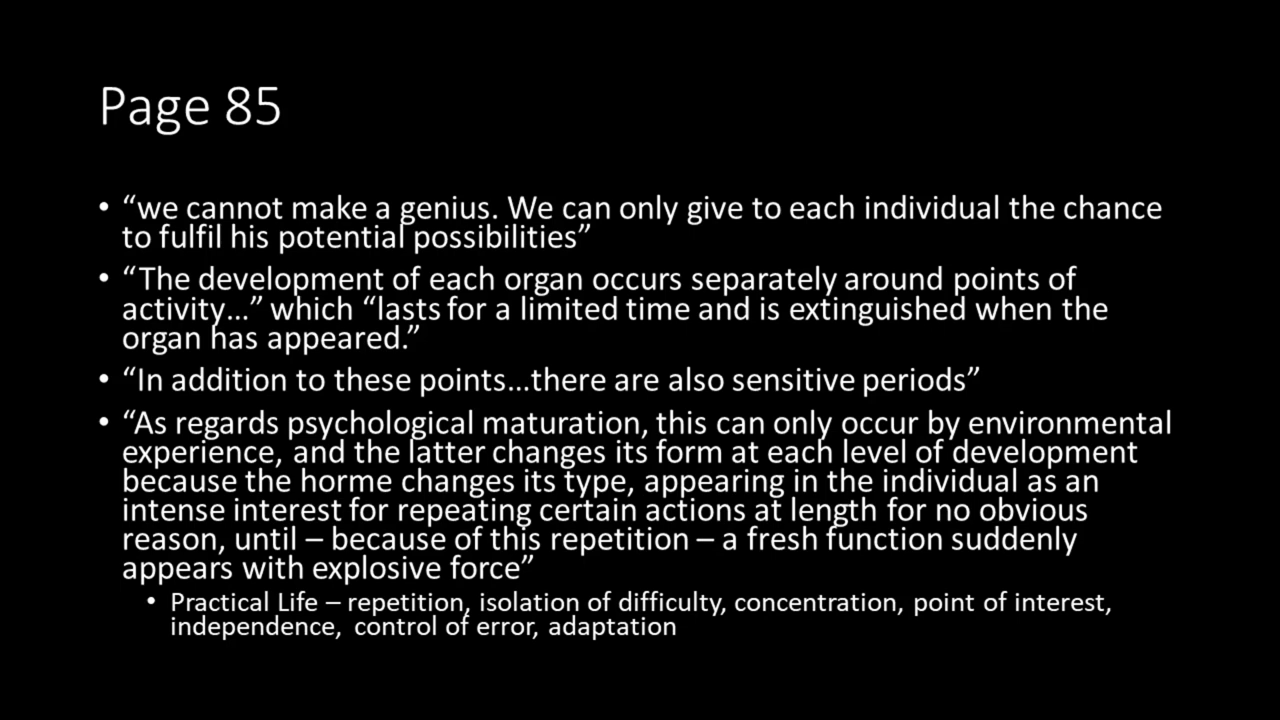 Page 85
• “we cannot make a genius. We can only give to each individual the chance
to fulfil his potential possibilities”
• “The development of each organ occurs separately around points of
activity…” which “lasts for a limited time and is extinguished when the
organ has appeared.”
• “In addition to these points…there are also sensitive periods”
• “As regards psychological maturation, this can only occur by environmental
experience, and the latter changes its form at each level of development
because the horme changes its type, appearing in the individual as an
intense interest for repeating certain actions at length for no obvious
reason, until – because of this repetition – a fresh function suddenly
appears with explosive force”
• Practical Life – repetition, isolation of difficulty, concentration, point of interest,
independence, control of error, adaptation